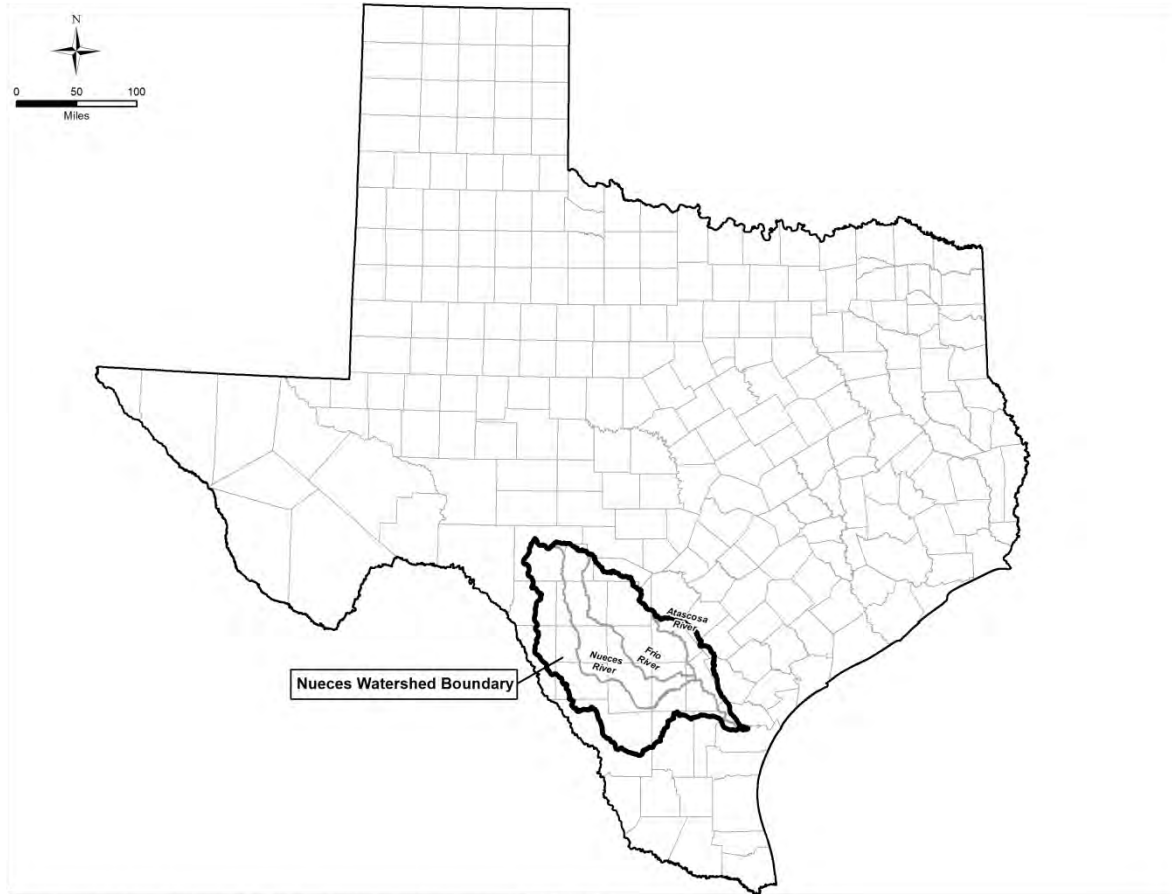 N
0 50 100
Miles
Atascosa
River
Frio
River
Nueces
River
Nueces Watershed Boundary